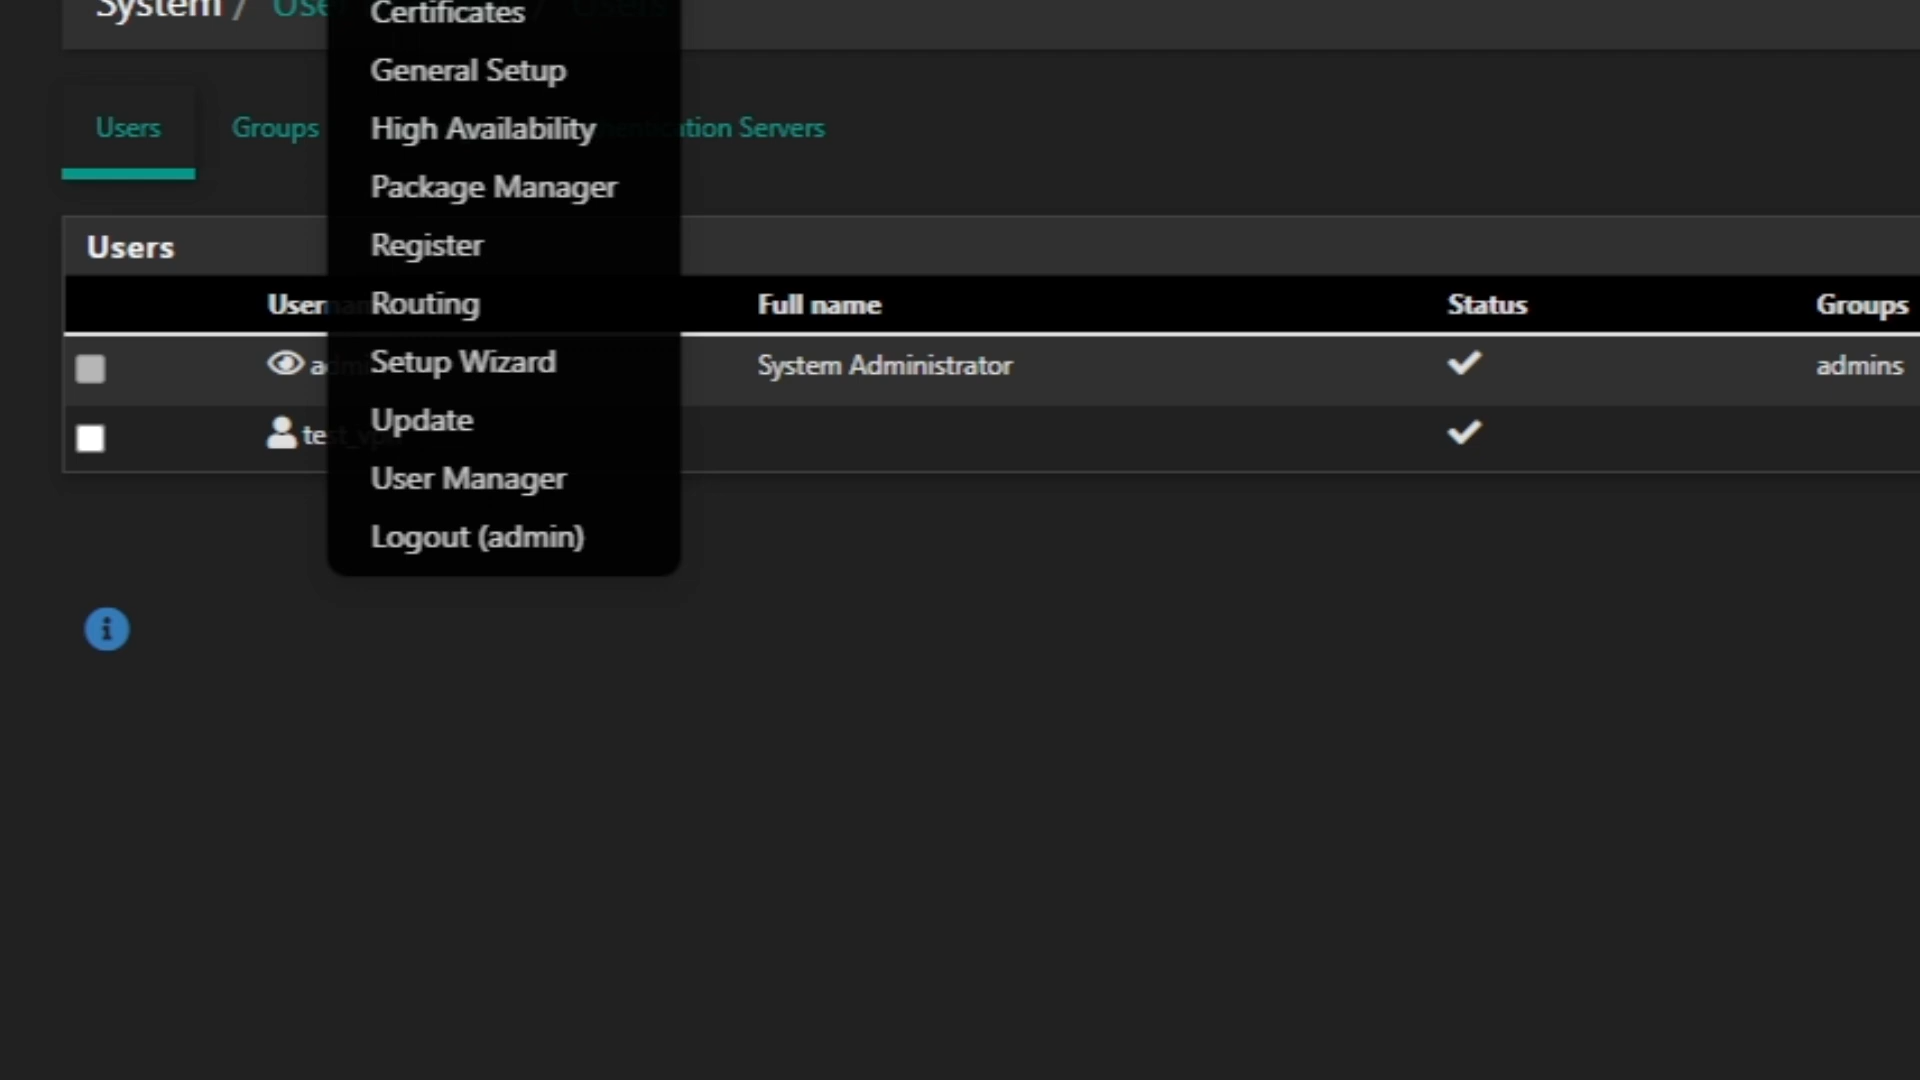 System /
Certificates
General Setup
Users Groups High Availability tion Servers
Package Manager
Users
Register
Routing Full name Status Groups
Setup Wizard System Administrator admins
Update
User Manager
Logout (admin)